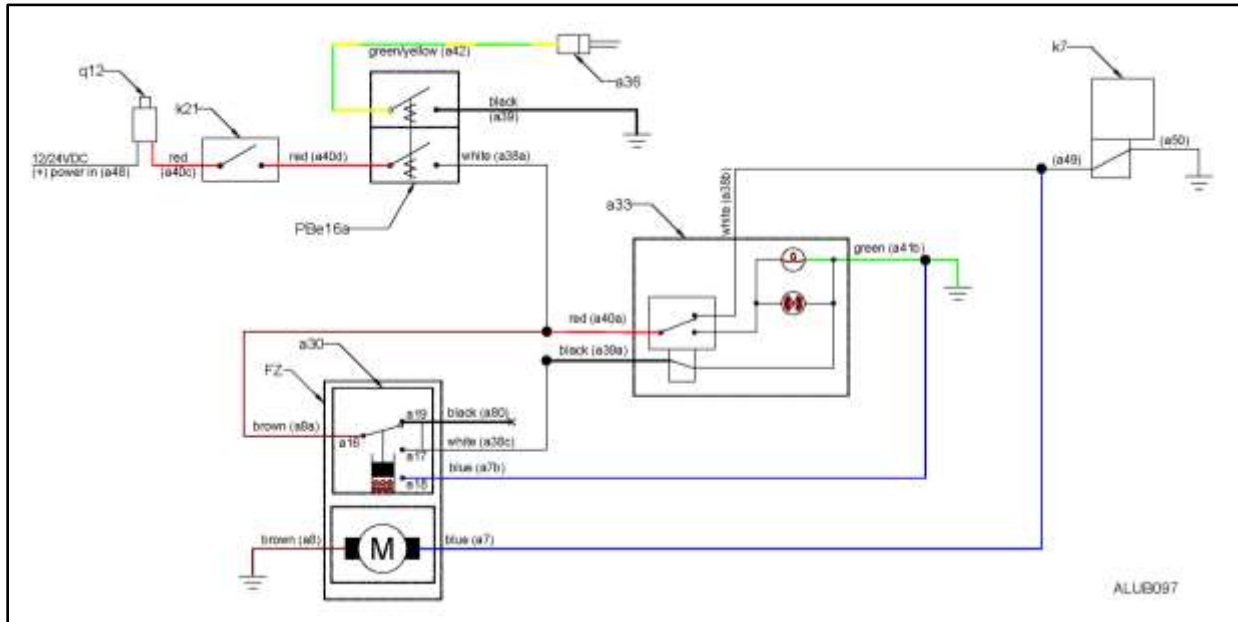 green/yellow (a42)
a36
k7
q12
k21
black
(a39)
12/24VDC
(+) power in (a48)
red
(a40c)
red (a40d)
white (a38a)
(a49)
(a50)
PBe16a
a33
white (a38b)
green (a41b)
red (a40a)
a30
black (a39a)
FZ
a19
black (a80)
brown (a8a)
a16
white (a38c)
a17
blue (a7b)
a18
brown (a8)
M
blue (a7)
ALUB097